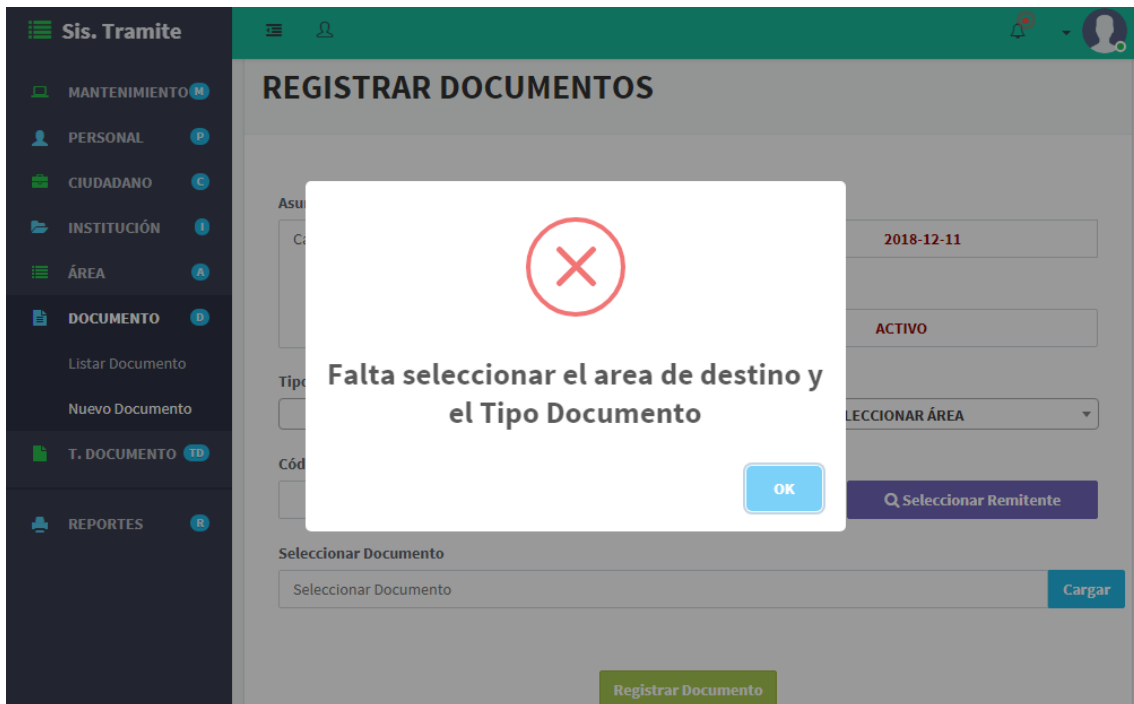 Sis. Tramite
MANTENIMIENTO M
PERSONAL P
CIUDADANO C
INSTITUCIÓN I
ÁREA A
DOCUMENTO D
Listar Documento
Nuevo Documento
T. DOCUMENTO TD
REPORTES R
REGISTRAR DOCUMENTOS
2018-12-11
ACTIVO
Falta seleccionar el area de destino y
el Tipo Documento
OK
ÁREA
Seleccionar Remitente
Seleccionar Documento
Seleccionar Documento
Cargar
Registrar Documento